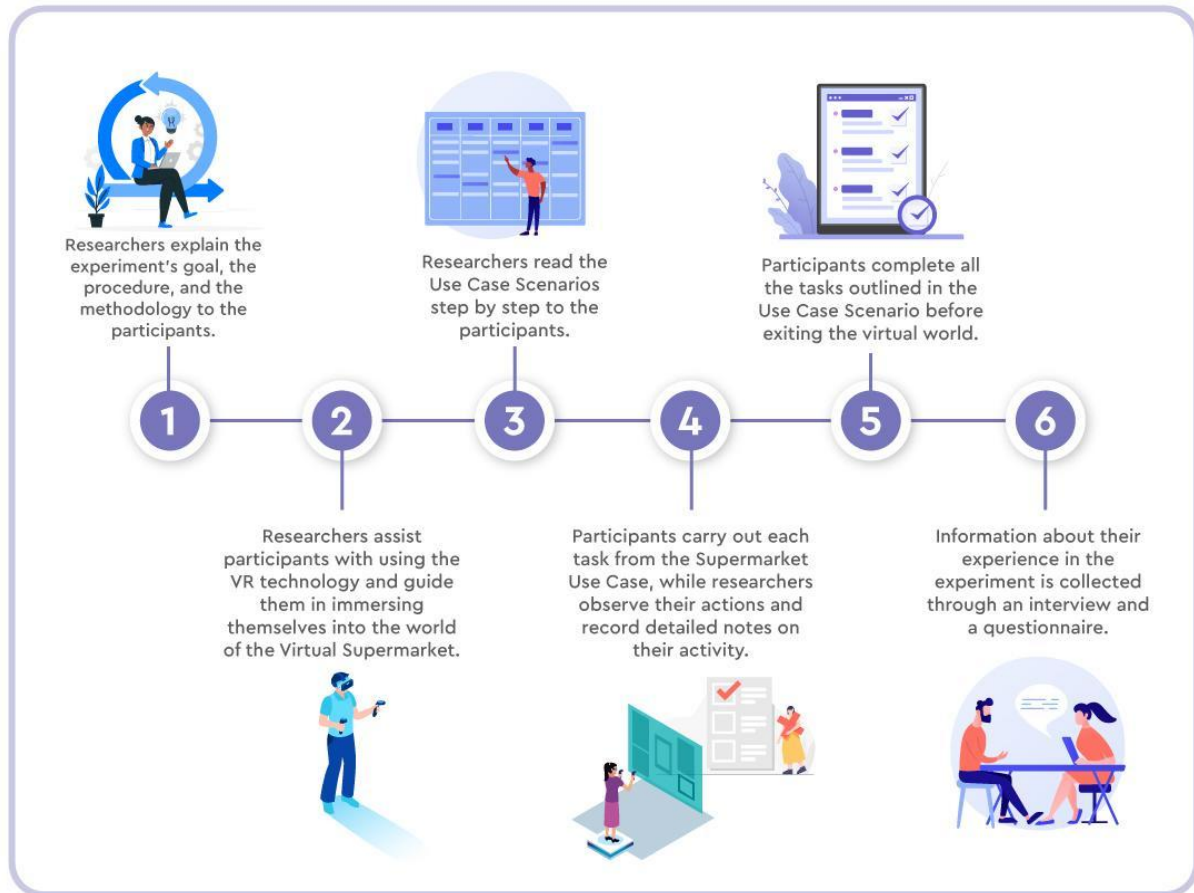 Researchers explain the
experiment's goal, the
procedure, and the
methodology to the
participants.
Researchers read the
Use Case Scenarios
step by step to the
participants.
Participants complete all
the tasks outlined in the
Use Case Scenario before
exiting the virtual world.
1
2
3
4
5
6
Researchers assist
participants with using the
VR technology and guide
them in immersing
themselves into the world
of the Virtual Supermarket.
Participants carry out each
task from the Supermarket
Use Case, while researchers
observe their actions and
record detailed notes on
their activity.
Information about their
experience in the
experiment is collected
through an interview and
a questionnaire.